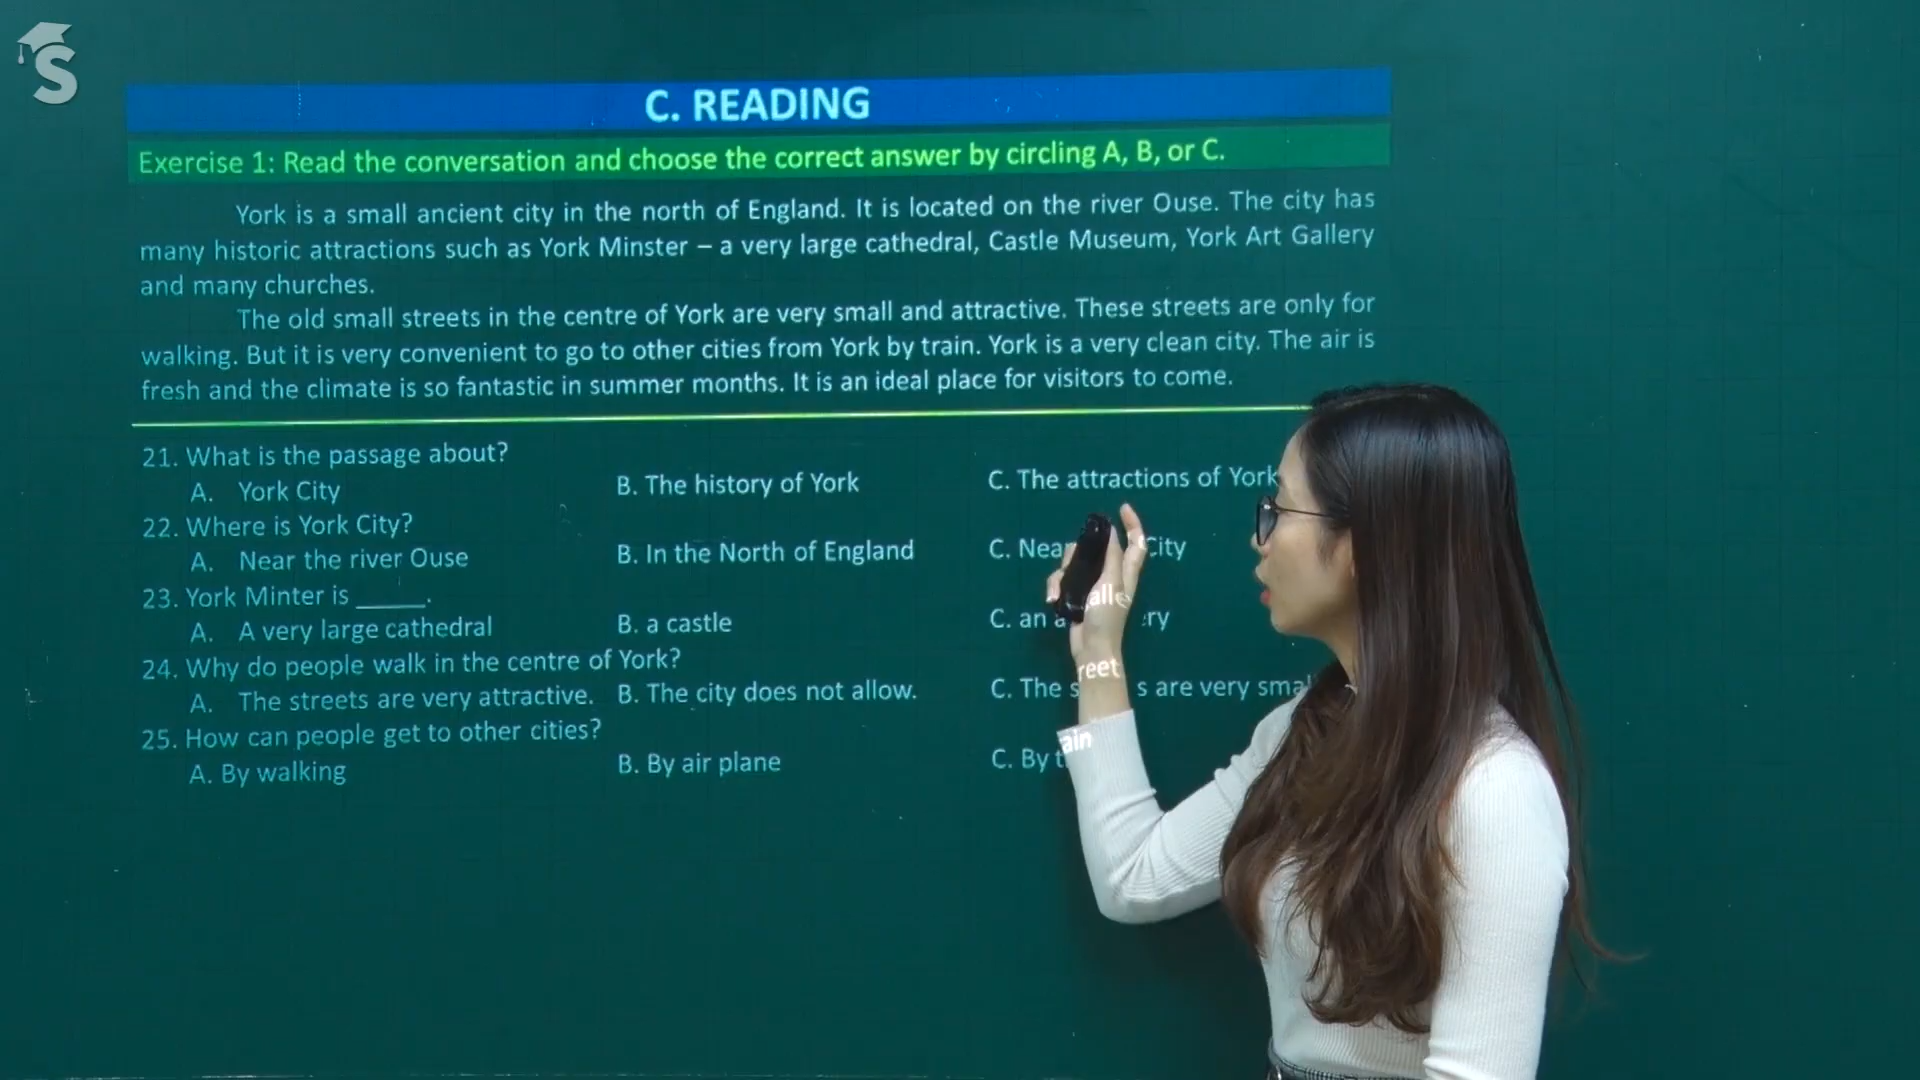 S
C. READING
Exercise 1: Read the conversation and choose the correct answer by circling A, B, or C.
York is a small ancient city in the north of England. It is located on the river Ouse. The city has
many historic attractions such as York Minster – a very large cathedral, Castle Museum, York Art Gallery
and many churches.
The old small streets in the centre of York are very small and attractive. These streets are only for
walking. But it is very convenient to go to other cities from York by train. York is a very clean city. The air is
fresh and the climate is so fantastic in summer months. It is an ideal place for visitors to come.
21. What is the passage about?
A. York City B. The history of York C. The attractions of York
22. Where is York City?
A. Near the river Ouse B. In the North of England C. Near City
23. York Minter is _____.
A. A very large cathedral B. a castle C. an
24. Why do people walk in the centre of York?
A. The streets are very attractive. B. The city does not allow. C. The streets are very small
25. How can people get to other cities?
A. By walking B. By air plane C. By train